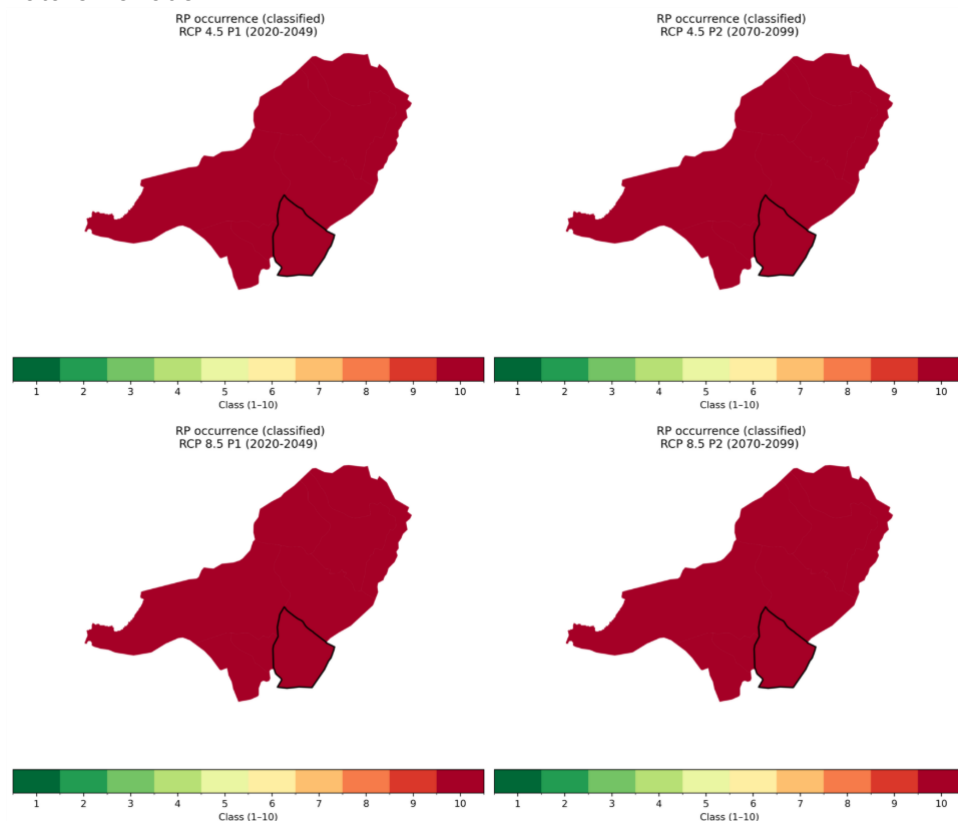 RP occurrence (classified)
RCP 4.5 P1 (2020-2049)
RP occurrence (classified)
RCP 4.5 P2 (2070-2099)
1 2 3 4 5 6 7 8 9 10
Class (1–10)
1 2 3 4 5 6 7 8 9 10
Class (1–10)
RP occurrence (classified)
RCP 8.5 P1 (2020-2049)
RP occurrence (classified)
RCP 8.5 P2 (2070-2099)
1 2 3 4 5 6 7 8 9 10
Class (1–10)
1 2 3 4 5 6 7 8 9 10
Class (1–10)